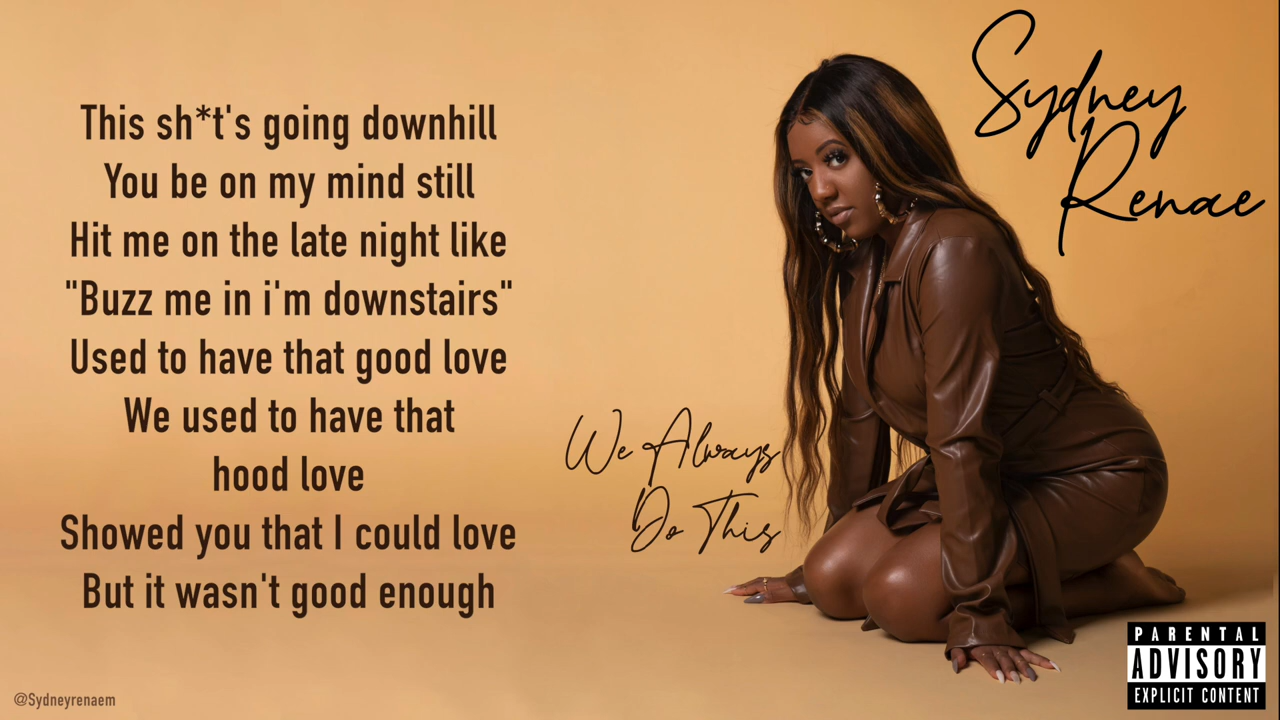 This sh*t's going downhill
You be on my mind still
Hit me on the late night like
"Buzz me in i'm downstairs"
Used to have that good love
We used to have that
hood love
Showed you that I could love
But it wasn't good enough
Sydney
Renae
We Always
Do This
@Sydneyrenaem
PARENTAL
ADVISORY
EXPLICIT CONTENT